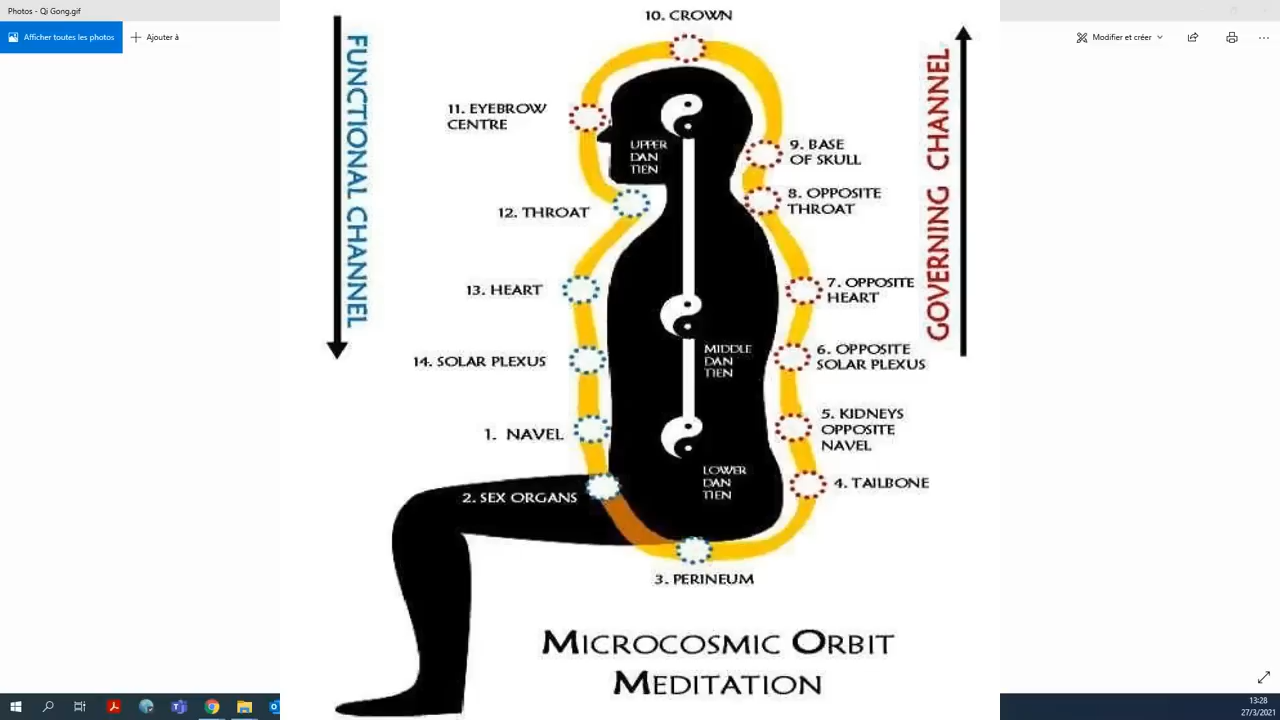 Photos - Qi Gong.gif
Afficher toutes les photos
Ajouter à
Modifier et créer
10. CROWN
FUNCTIONAL CHANNEL
GOVERNING CHANNEL
11. EYEBROW
CENTRE
UPPER
DAN
TIEN
9. BASE
OF SKULL
8. OPPOSITE
THROAT
12. THROAT
13. HEART
7. OPPOSITE
HEART
14. SOLAR PLEXUS
MIDDLE
DAN
TIEN
6. OPPOSITE
SOLAR PLEXUS
1. NAVEL
5. KIDNEYS
OPPOSITE
NAVEL
2. SEX ORGANS
LOWER
DAN
TIEN
4. TAILBONE
3. PERINEUM
MICROCOSMIC ORBIT
MEDITATION
13:28
27/3/2021